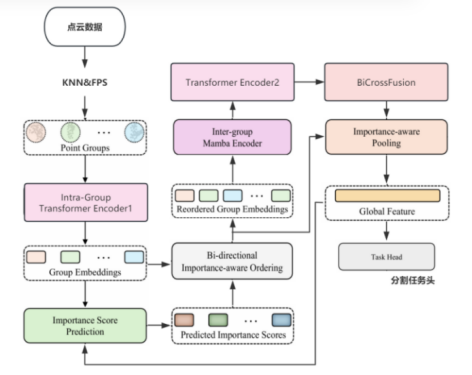 点云数据
KNN&FPS
Point Groups
Intra-Group
Transformer Encoder1
Group Embeddings
Importance Score
Prediction
Transformer Encoder2
Inter-group
Mamba Encoder
Reordered Group Embeddings
Bi-directional
Importance-aware Ordering
Predicted Importance Scores
BiCrossFusion
Importance-aware
Pooling
Global Feature
Task Head
分割任务头